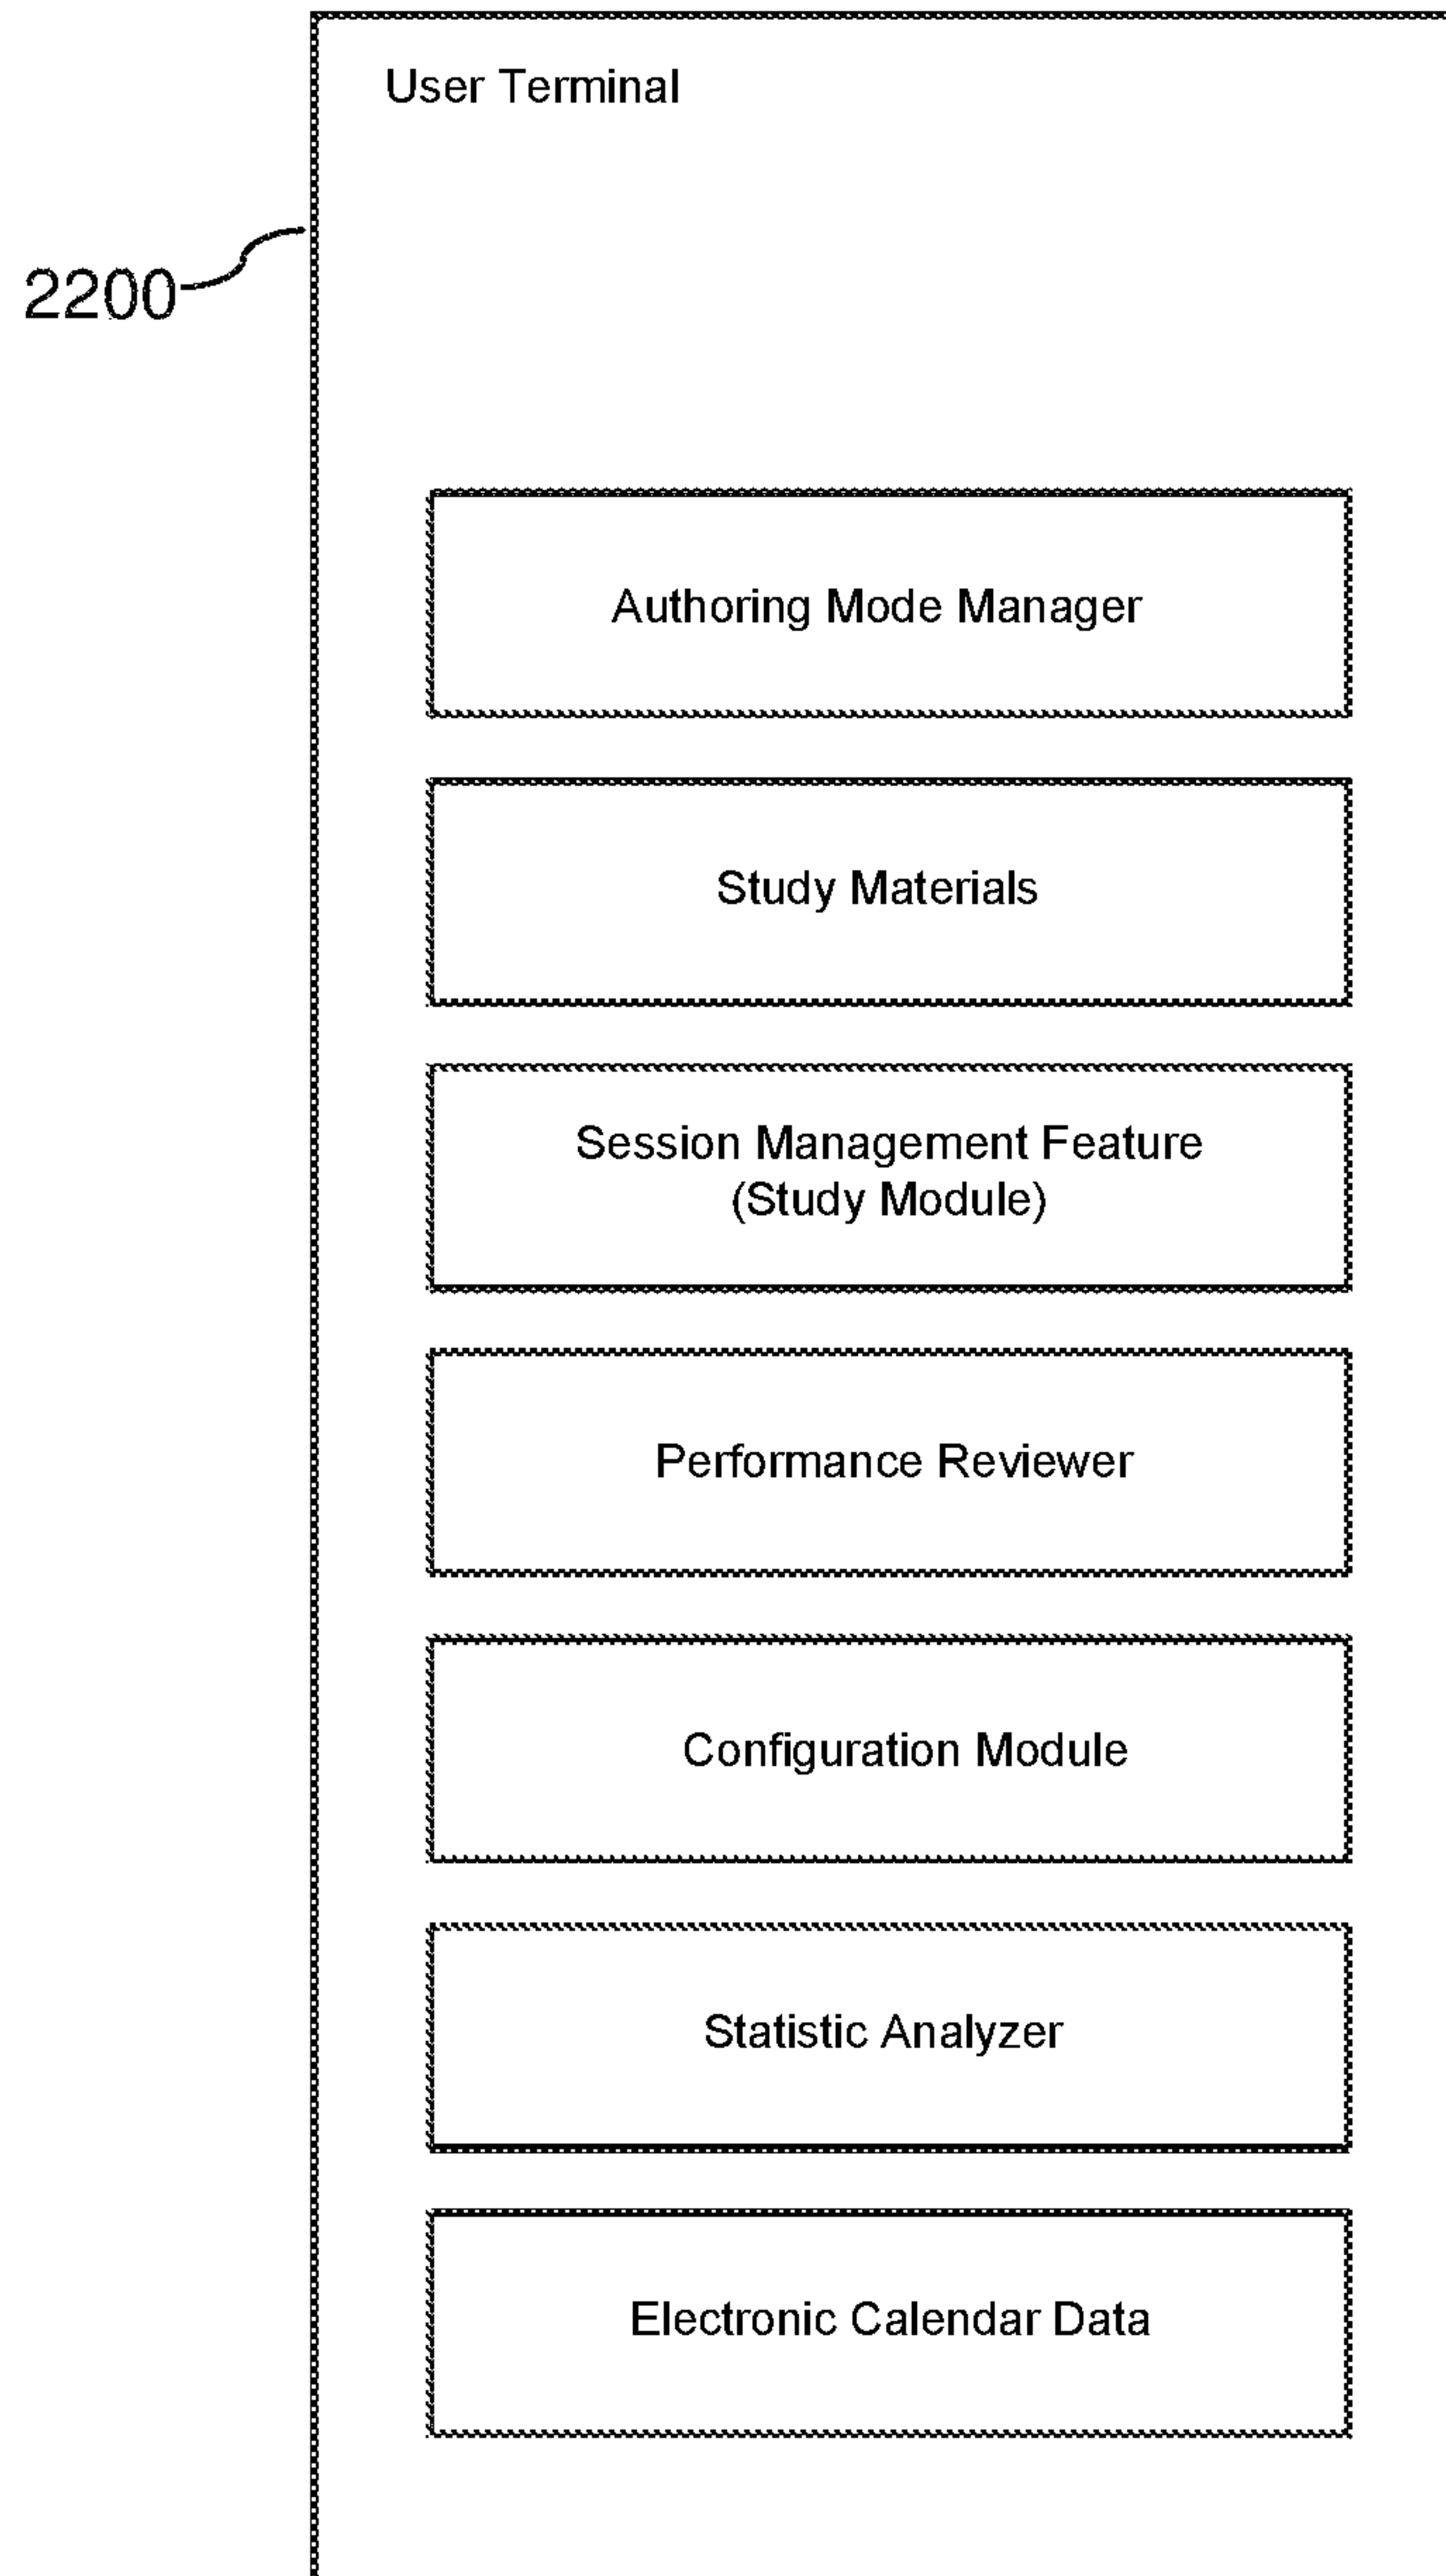 User Terminal
2200
Authoring Mode Manager
Study Materials
Session Management Feature
(Study Module)
Performance Reviewer
Configuration Module
Statistic Analyzer
Electronic Calendar Data